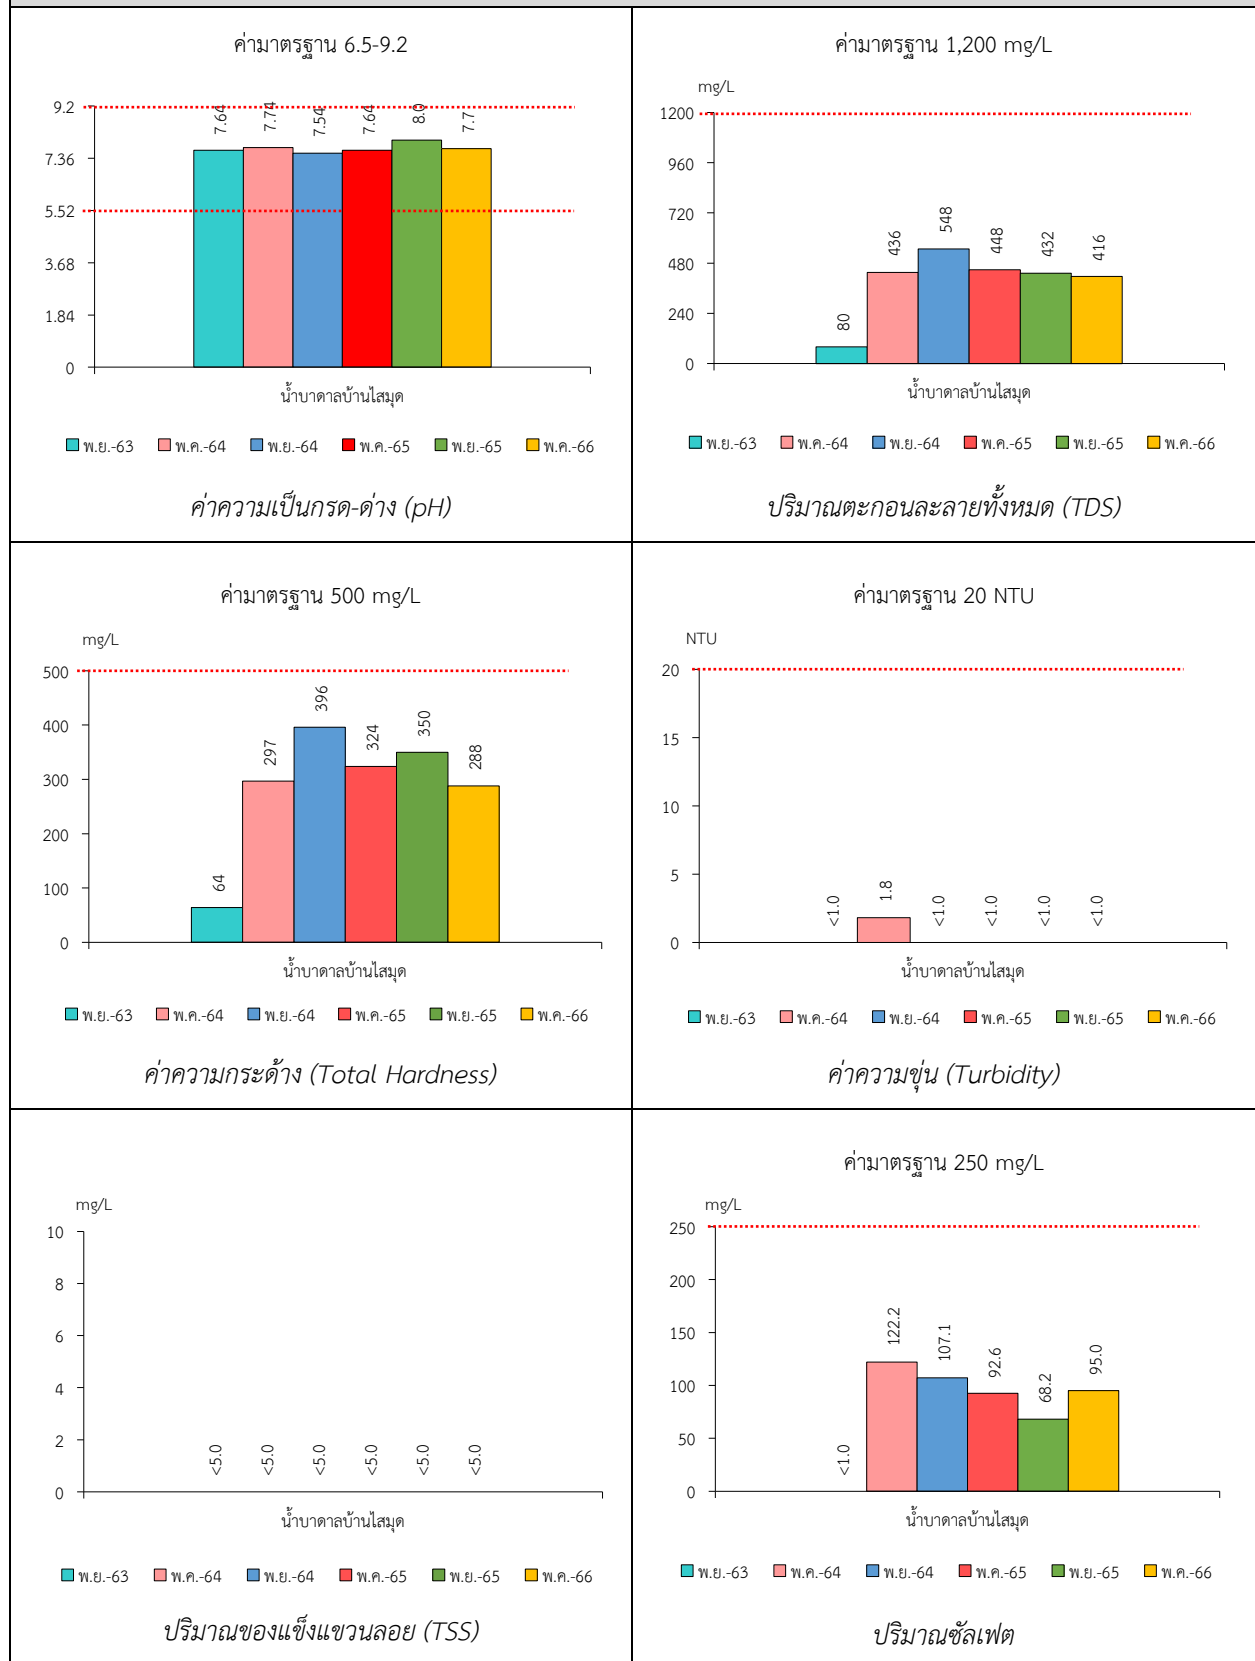 ค่ามาตรฐาน 6.5-9.2
9.2
7.36
5.52
3.68
1.84
0
7.64
7.74
7.54
7.64
8.0
7.7
น้ำบาดาลบ้านไสมุด
พ.ย.-63 พ.ค.-64 พ.ย.-64 พ.ค.-65 พ.ย.-65 พ.ค.-66
ค่าความเป็นกรด-ด่าง (pH)
ค่ามาตรฐาน 1,200 mg/L
mg/L
1200
960
720
480
240
0
80
436
548
448
432
416
น้ำบาดาลบ้านไสมุด
พ.ย.-63 พ.ค.-64 พ.ย.-64 พ.ค.-65 พ.ย.-65 พ.ค.-66
ปริมาณตะกอนละลายทั้งหมด (TDS)
ค่ามาตรฐาน 500 mg/L
mg/L
500
400
300
200
100
0
64
297
396
324
350
288
น้ำบาดาลบ้านไสมุด
พ.ย.-63 พ.ค.-64 พ.ย.-64 พ.ค.-65 พ.ย.-65 พ.ค.-66
ค่าความกระด้าง (Total Hardness)
ค่ามาตรฐาน 20 NTU
NTU
20
15
10
5
0
<1.0
1.8
<1.0
<1.0
<1.0
<1.0
น้ำบาดาลบ้านไสมุด
พ.ย.-63 พ.ค.-64 พ.ย.-64 พ.ค.-65 พ.ย.-65 พ.ค.-66
ค่าความขุ่น (Turbidity)
mg/L
10
8
6
4
2
0
<5.0
<5.0
<5.0
<5.0
<5.0
<5.0
น้ำบาดาลบ้านไสมุด
พ.ย.-63 พ.ค.-64 พ.ย.-64 พ.ค.-65 พ.ย.-65 พ.ค.-66
ปริมาณของแข็งแขวนลอย (TSS)
ค่ามาตรฐาน 250 mg/L
mg/L
250
200
150
100
50
0
<1.0
122.2
107.1
92.6
68.2
95.0
น้ำบาดาลบ้านไสมุด
พ.ย.-63 พ.ค.-64 พ.ย.-64 พ.ค.-65 พ.ย.-65 พ.ค.-66
ปริมาณซัลเฟต